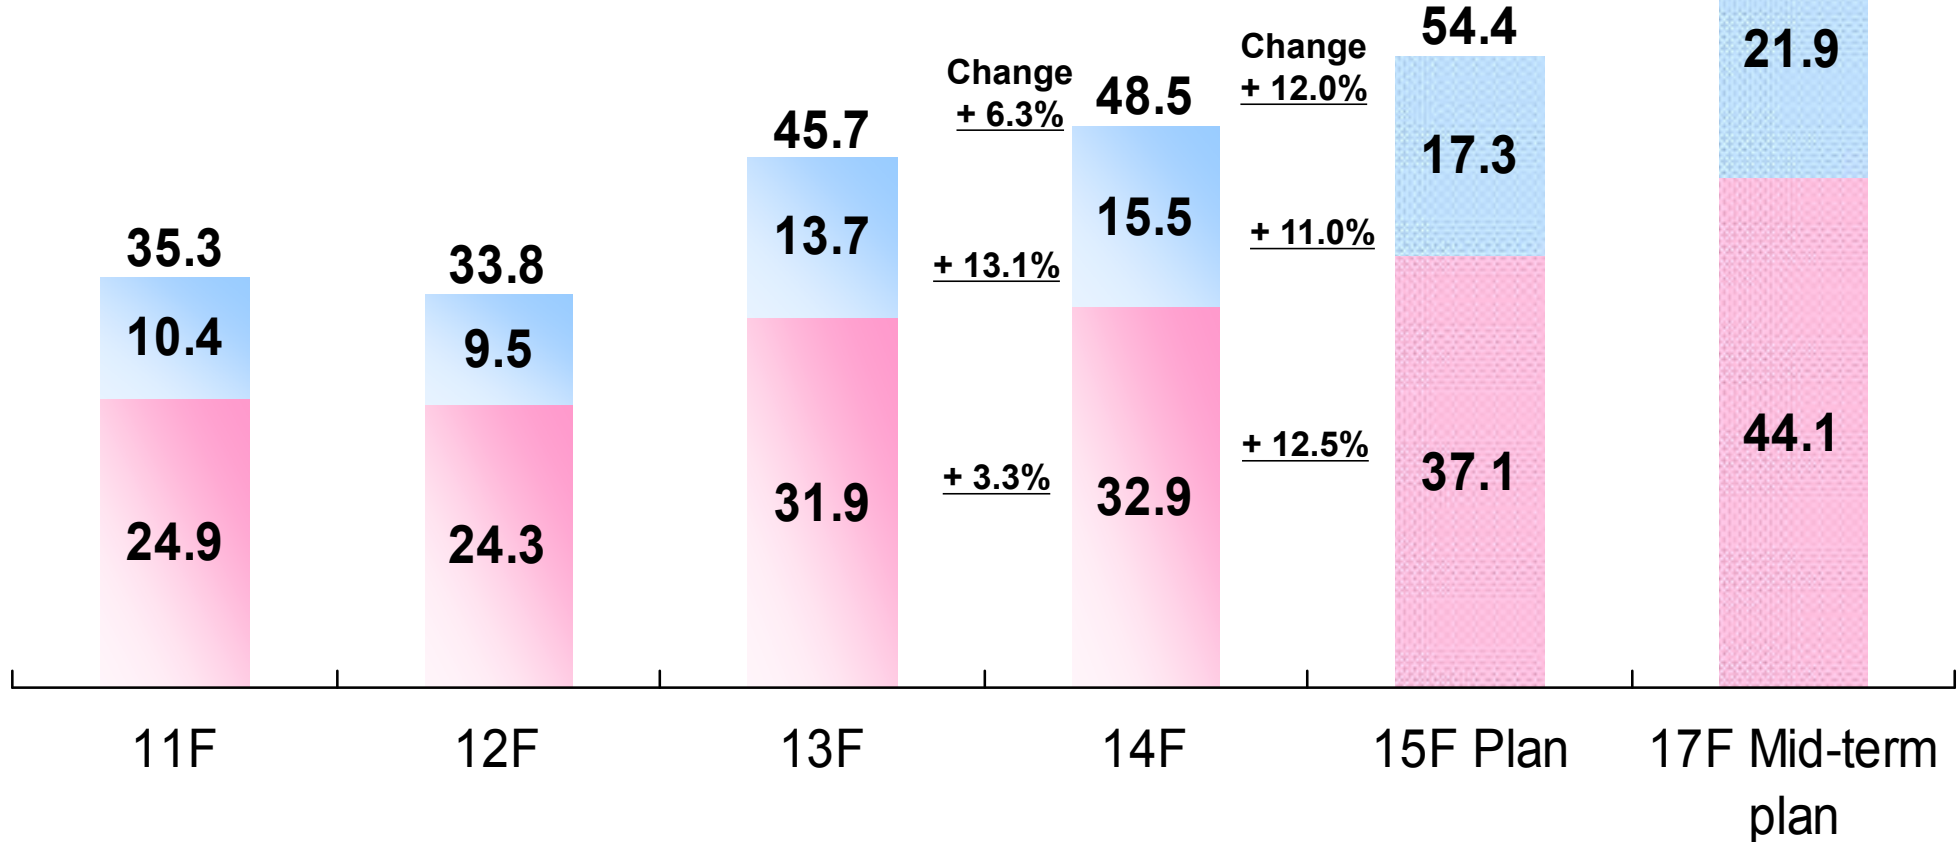 54.4
21.9
Change
+ 12.0%
Change
+ 6.3%
48.5
45.7
17.3
15.5
13.7
+ 11.0%
+ 13.1%
35.3
33.8
10.4
9.5
44.1
+ 12.5%
37.1
+ 3.3%
32.9
31.9
24.9
24.3
11F
12F
13F
14F
15F Plan
17F Mid-term
plan